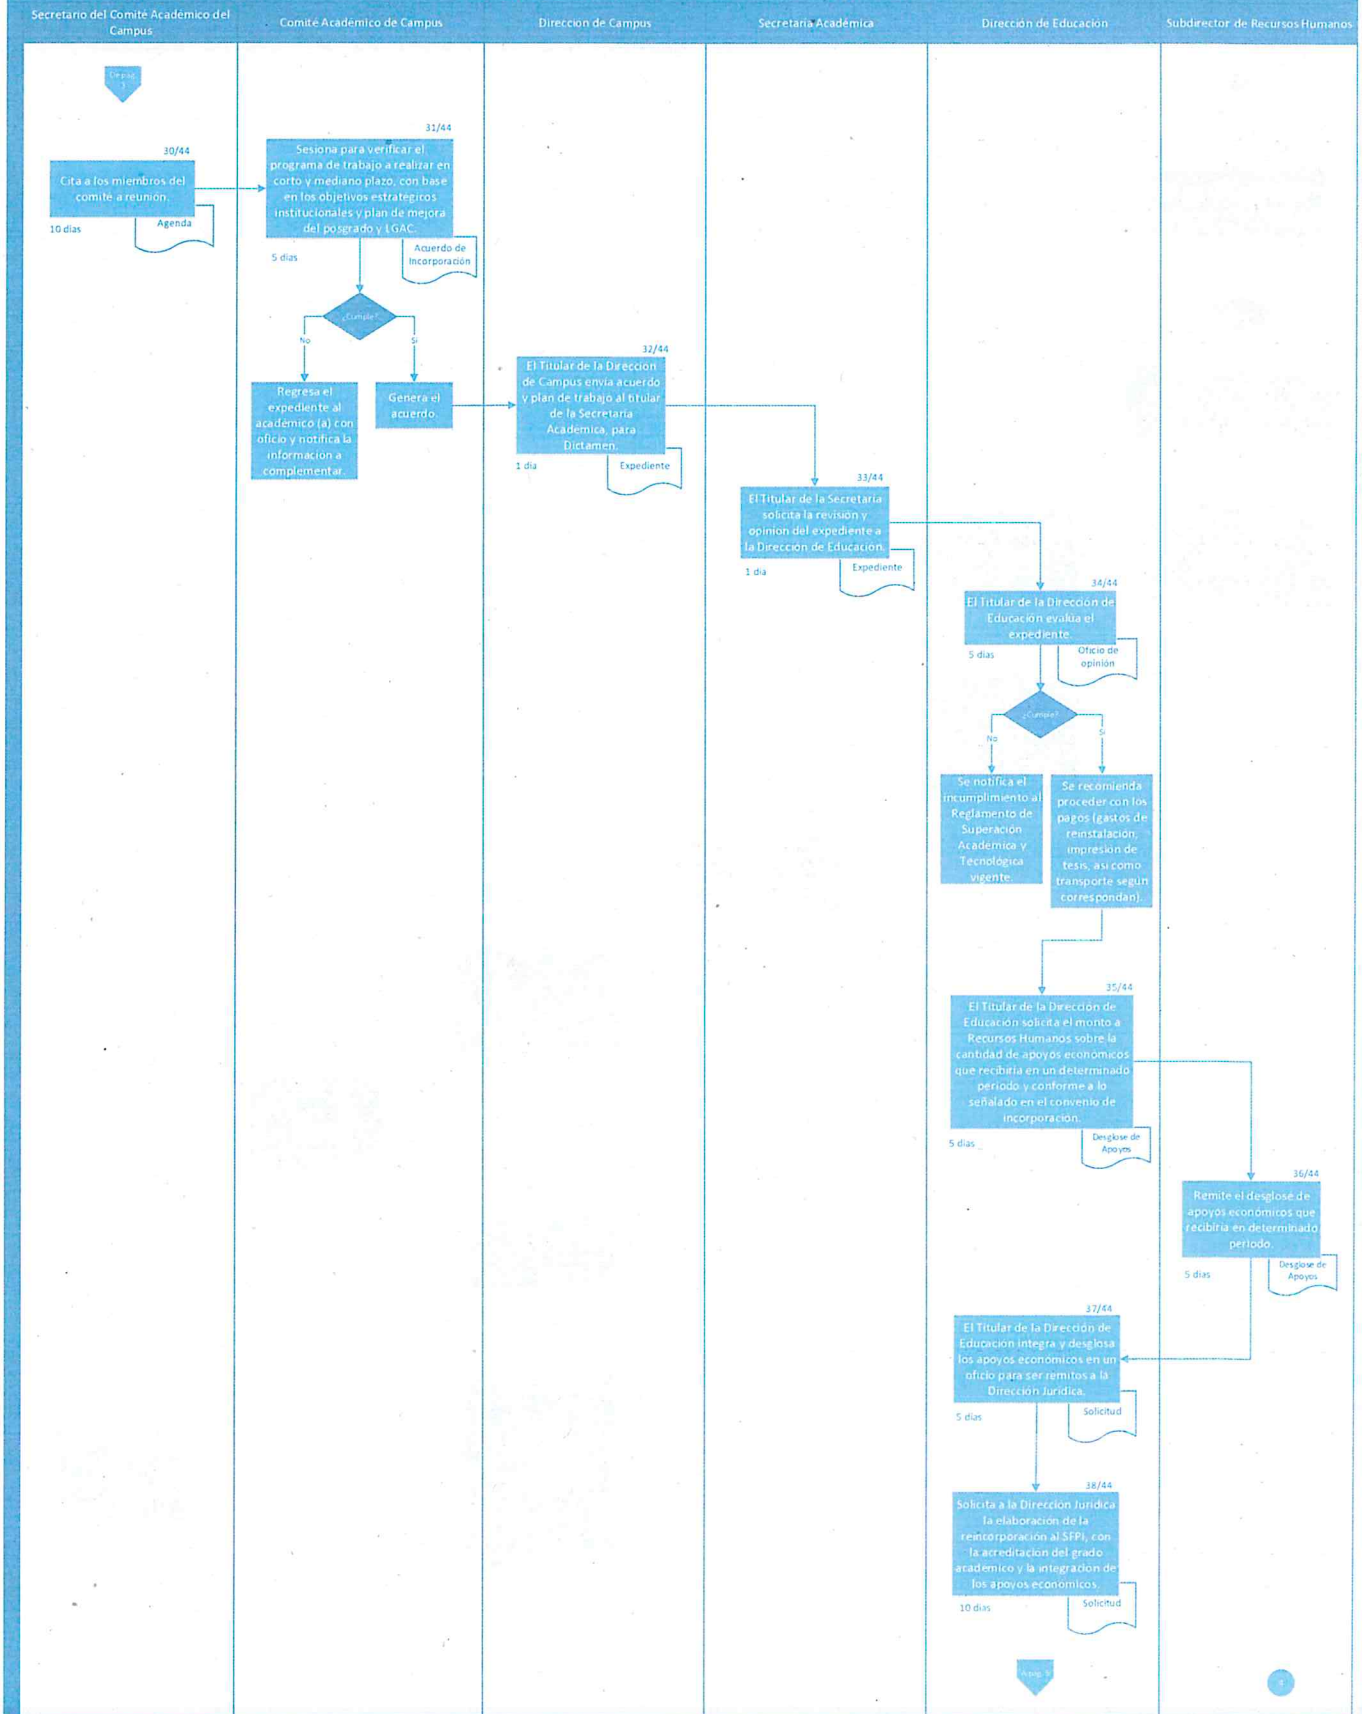 Secretario del Comité Académico del
Campus
Comité Académico de Campus
Dirección de Campus
Secretaría Académica
Dirección de Educación
Subdirector de Recursos Humanos
De pág.
30/44
Cita a los miembros del
comité a reunión.
Agenda
10 días
31/44
Sesiona para verificar el
programa de trabajo a realizar en
corto y mediano plazo, con base
en los objetivos estratégicos
institucionales y plan de mejora
del posgrado y LGAC.
Acuerdo de
Incorporación
5 días
¿Cumple?
No
Si
Regresa el
expediente al
académico (a) con
oficio y notifica la
información a
complementar.
Genera el
acuerdo.
32/44
El Titular de la Dirección
de Campus envía acuerdo
y plan de trabajo al titular
de la Secretaría
Académica, para
Dictamen.
Expediente
1 día
33/44
El Titular de la Secretaría
solicita la revisión y
opinión del expediente a
la Dirección de Educación.
Expediente
1 día
34/44
El Titular de la Dirección de
Educación evalúa el
expediente.
Oficio de
opinión
5 días
¿Cumple?
No
Si
Se notifica el
incumplimiento al
Reglamento de
Superación
Académica y
Tecnológica
vigente.
Se recomienda
proceder con los
pagos (gastos de
reinstalación,
impresión de
tesis, así como
transporte según
correspondan).
35/44
El Titular de la Dirección de
Educación solicita el monto a
Recursos Humanos sobre la
cantidad de apoyos económicos
que recibiría en un determinado
periodo y conforme a lo
señalado en el convenio de
incorporación.
Desglose de
Apoyos
5 días
36/44
Remite el desglose de
apoyos económicos que
recibiría en determinado
periodo.
Desglose de
Apoyos
5 días
37/44
El Titular de la Dirección de
Educación integra y desglosa
los apoyos económicos en un
oficio para ser remitos a la
Dirección Jurídica.
Solicitud
5 días
38/44
Solicita a la Dirección Jurídica
la elaboración de la
reincorporación al SFPI, con
la acreditación del grado
académico y la integración de
los apoyos económicos.
Solicitud
10 días
A pág.